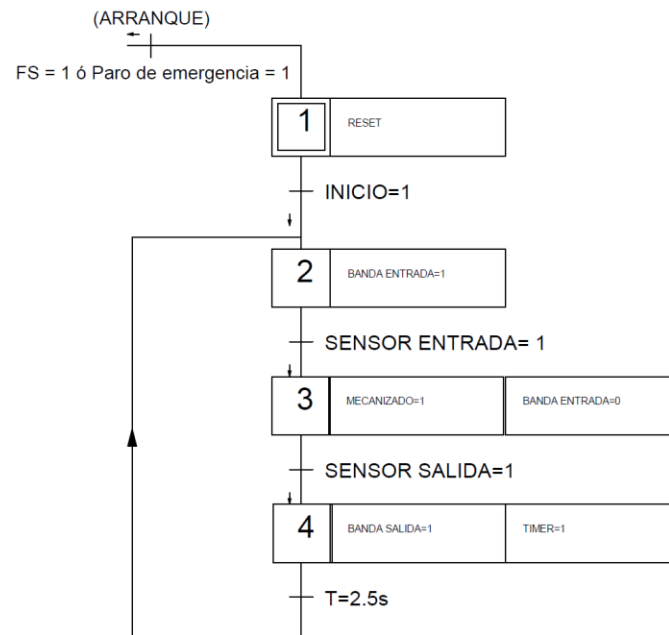 (ARRANQUE)
FS = 1 ó Paro de emergencia = 1
1
RESET
INICIO=1
2
BANDA ENTRADA=1
SENSOR ENTRADA= 1
3
MECANIZADO=1
BANDA ENTRADA=0
SENSOR SALIDA=1
4
BANDA SALIDA=1
TIMER=1
T=2.5s